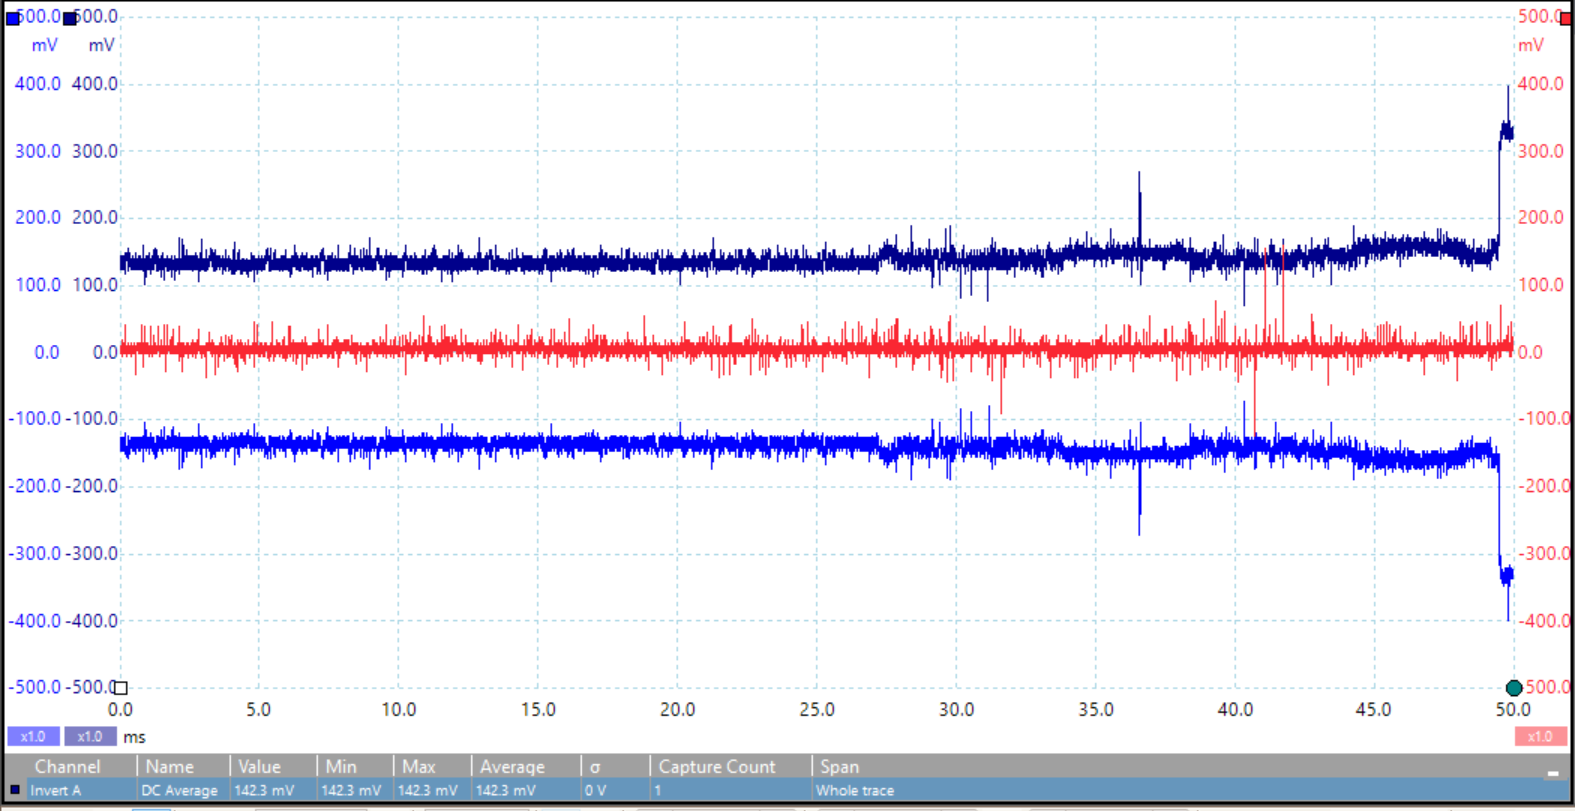 500.0 500.0 500.0
mV mV mV
400.0 400.0 400.0
300.0 300.0 300.0
200.0 200.0 200.0
100.0 100.0 100.0
0.0 0.0 0.0
-100.0 -100.0 -100.0
-200.0 -200.0 -200.0
-300.0 -300.0 -300.0
-400.0 -400.0 -400.0
-500.0 -500.0 500.0
0.0 5.0 10.0 15.0 20.0 25.0 30.0 35.0 40.0 45.0 50.0
x1.0 x1.0 ms x1.0
Channel Name Value Min Max Average σ Capture Count Span
Invert A DC Average 142.3 mV 142.3 mV 142.3 mV 142.3 mV 0 V 1 Whole trace